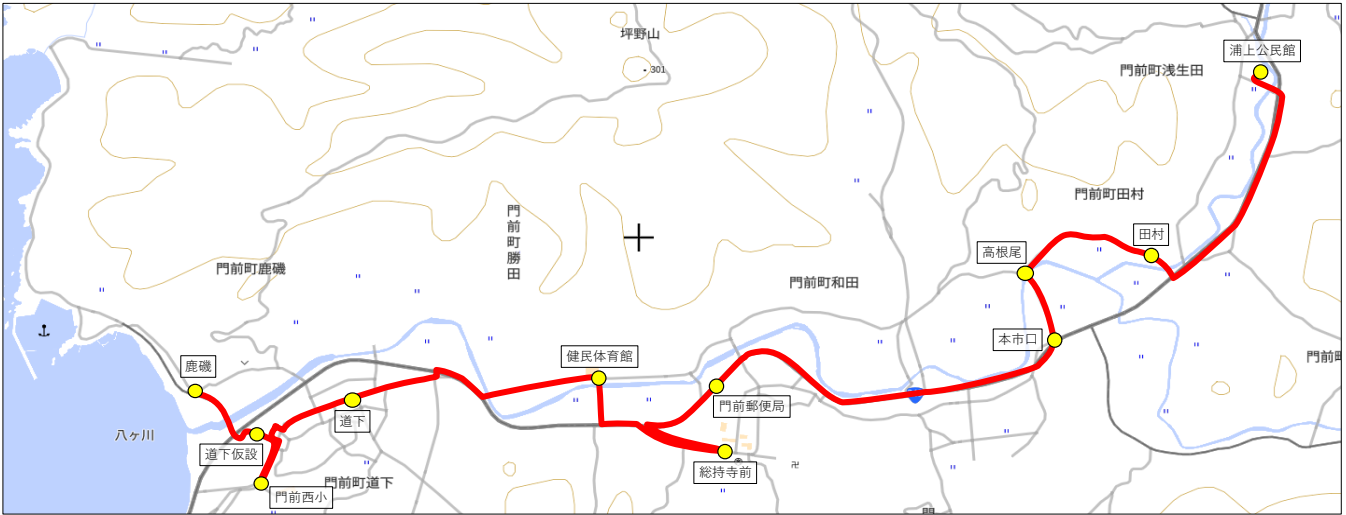 坪野山
301
浦上公民館
門前町浅生田
門前町田村
門前町勝田
田村
高根尾
門前町鹿磯
門前町和田
本市口
健民体育館
鹿磯
門前郵便局
道下
八ヶ川
道下仮設
総持寺前
門前町道下
門前西小